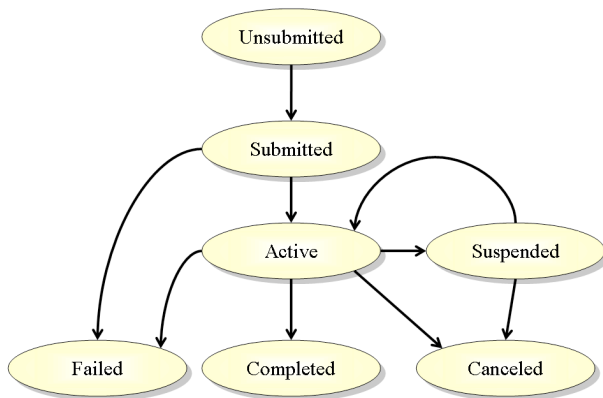 Unsubmitted
Submitted
Active
Suspended
Failed
Completed
Canceled